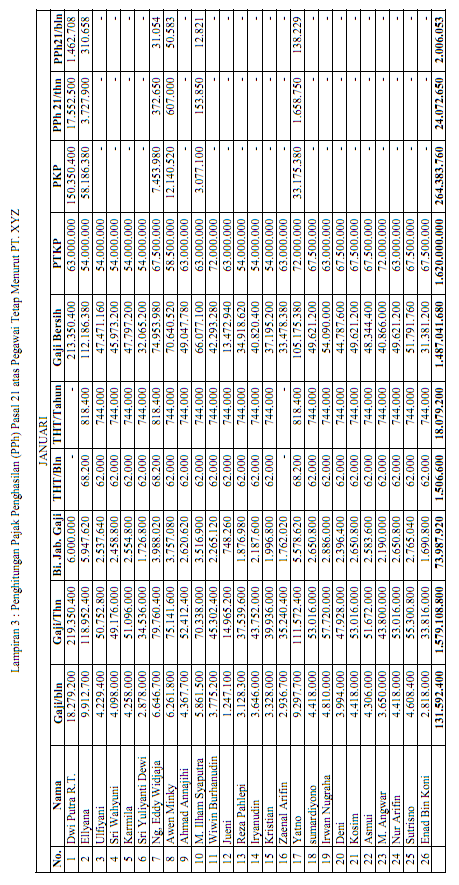 Lampiran 3 : Penghitungan Pajak Penghasilan (PPh) Pasal 21 atas Pegawai Tetap Menurut PT. XYZ
JANUARI
No. Nama Gaji/bln Gaji/Thn Bi. Jab. Gaji THT/Bln THT/Tahun Gaji Bersih PTKP PKP PPh 21/thn PPh21/bln
1 Dwi Putra R.T. 18.279.200 219.350.400 6.000.000 - - 213.350.400 63.000.000 150.350.400 17.552.500 1.462.708
2 Ellyana 9.912.700 118.952.400 5.947.620 68.200 818.400 112.186.380 54.000.000 58.186.380 3.727.900 310.658
3 Ulfiyani 4.229.400 50.752.800 2.537.640 62.000 744.000 47.471.160 54.000.000 - - -
4 Sri Wahyani 4.098.000 49.176.000 2.458.800 62.000 744.000 45.973.200 54.000.000 - - -
5 Karmila 4.258.000 51.096.000 2.554.800 62.000 744.000 47.797.200 54.000.000 - - -
6 Sri Yuliyanti Dewi 2.878.000 34.536.000 1.726.800 62.000 744.000 32.065.200 54.000.000 - - -
7 Ng. Eddy Widjaja 6.646.700 79.760.400 3.988.020 68.200 818.400 74.953.980 67.500.000 7.453.980 372.650 31.054
8 Awen Minky 6.261.800 75.141.600 3.757.080 62.000 744.000 70.640.520 58.500.000 12.140.520 607.000 50.583
9 Ahmad Annajihi 4.367.700 52.412.400 2.620.620 62.000 744.000 49.047.780 63.000.000 - - -
10 M. Ilham Syaputra 5.861.500 70.338.000 3.516.900 62.000 744.000 66.077.100 63.000.000 3.077.100 153.850 12.821
11 Wiwin Burhanudin 3.775.200 45.302.400 2.265.120 62.000 744.000 42.293.280 72.000.000 - - -
12 Jueni 1.247.100 14.965.200 748.260 62.000 744.000 13.472.940 63.000.000 - - -
13 Reza Pahlepi 3.128.300 37.539.600 1.876.980 62.000 744.000 34.918.620 54.000.000 - - -
14 Iryanudin 3.646.000 43.752.000 2.187.600 62.000 744.000 40.820.400 54.000.000 - - -
15 Kristian 3.328.000 39.936.000 1.996.800 62.000 744.000 37.195.200 54.000.000 - - -
16 Zaenal Arifin 2.936.700 35.240.400 1.762.020 - - 33.478.380 63.000.000 - - -
17 Yatno 9.297.700 111.572.400 5.578.620 68.200 818.400 105.175.380 72.000.000 33.175.380 1.658.750 138.229
18 sumardiyono 4.418.000 53.016.000 2.650.800 62.000 744.000 49.621.200 67.500.000 - - -
19 Irwan Nugraha 4.810.000 57.720.000 2.886.000 62.000 744.000 54.090.000 63.000.000 - - -
20 Deni 3.994.000 47.928.000 2.396.400 62.000 744.000 44.787.600 67.500.000 - - -
21 Kosim 4.418.000 53.016.000 2.650.800 62.000 744.000 49.621.200 67.500.000 - - -
22 Asmui 4.306.000 51.672.000 2.583.600 62.000 744.000 48.344.400 67.500.000 - - -
23 M. Angwar 3.650.000 43.800.000 2.190.000 62.000 744.000 40.866.000 72.000.000 - - -
24 Nur Arifin 4.418.000 53.016.000 2.650.800 62.000 744.000 49.621.200 63.000.000 - - -
25 Sutrisno 4.608.400 55.300.800 2.765.040 62.000 744.000 51.791.760 67.500.000 - - -
26 Enad Bin Koni 2.818.000 33.816.000 1.690.800 62.000 744.000 31.381.200 67.500.000 - - -
131.592.400 1.579.108.800 73.987.320 1.506.600 18.079.200 1.487.041.680 1.620.000.000 264.383.760 24.072.650 2.006.053